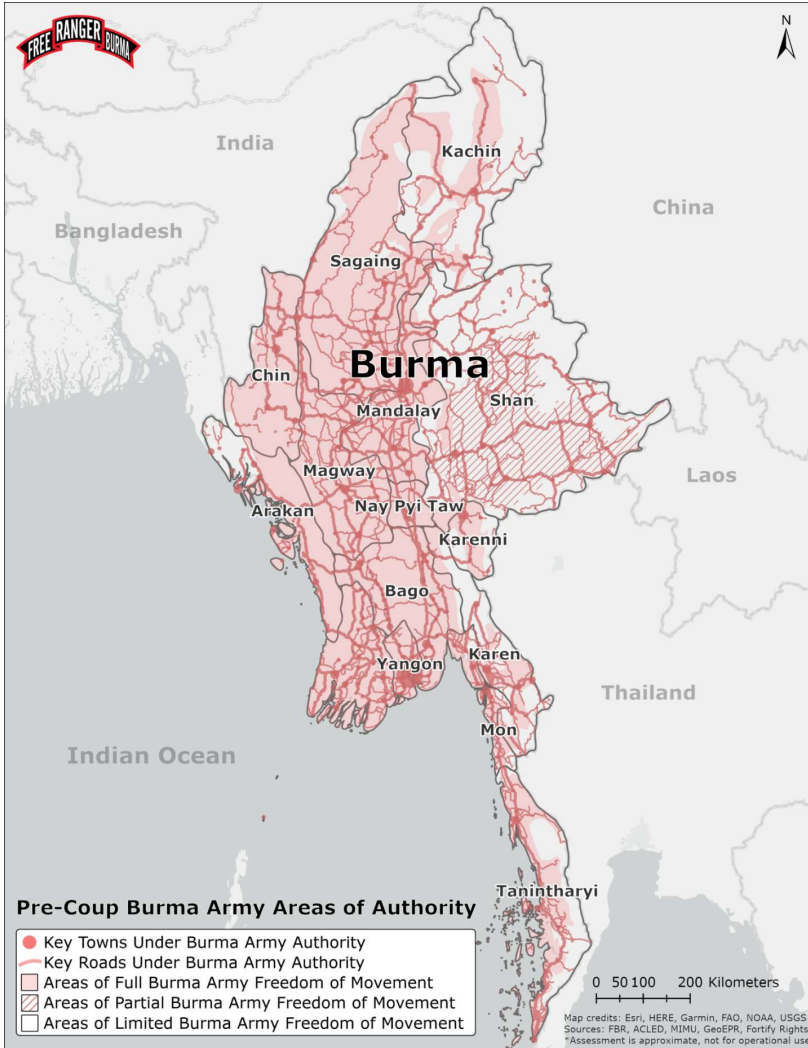 FREE RANGER BURMA
N
India
Kachin
China
Bangladesh
Sagaing
Burma
Chin
Shan
Mandalay
Magway
Laos
Arakan
Nay Pyi Taw
Karenni
Bago
Karen
Yangon
Thailand
Mon
Indian Ocean
Tanintharyi
Pre-Coup Burma Army Areas of Authority
Key Towns Under Burma Army Authority
Key Roads Under Burma Army Authority
Areas of Full Burma Army Freedom of Movement
Areas of Partial Burma Army Freedom of Movement
Areas of Limited Burma Army Freedom of Movement
0 50 100 200 Kilometers
Map credits: Esri, HERE, Garmin, FAO, NOAA, USGS
Sources: FBR, ACLED, MIMU, GeoEPR, Fortify Rights
*Assessment is approximate, not for operational